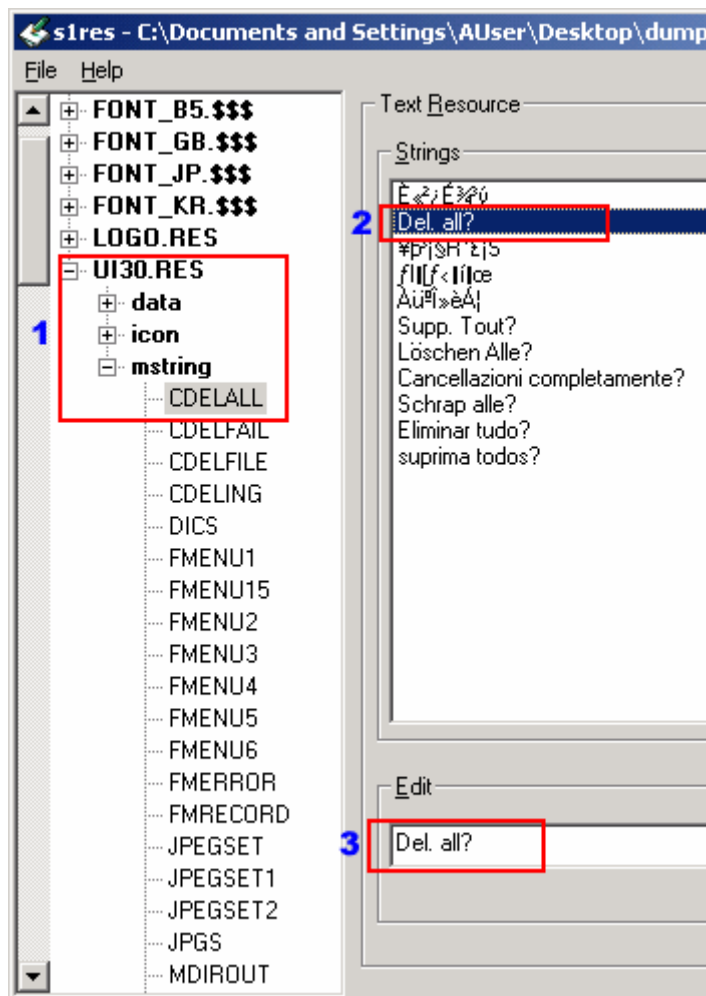 s1res - C:\Documents and Settings\AUser\Desktop\dump
File Help
FONT_B5.$$$
FONT_GB.$$$
FONT_JP.$$$
FONT_KR.$$$
LOGO.RES
UI30.RES
data
1
icon
mstring
CDELALL
CDELFAIL
CDELFILE
CDELING
DICS
FMENU1
FMENU15
FMENU2
FMENU3
FMENU4
FMENU5
FMENU6
FMERROR
FMRECORD
JPEGSET
JPEGSET1
JPEGSET2
JPGS
MDIROUT
Text Resource
Strings
2
Del. all?
Supp. Tout?
Löschen Alle?
Cancellazioni completamente?
Schrap alle?
Eliminar tudo?
suprima todos?
Edit
3
Del. all?